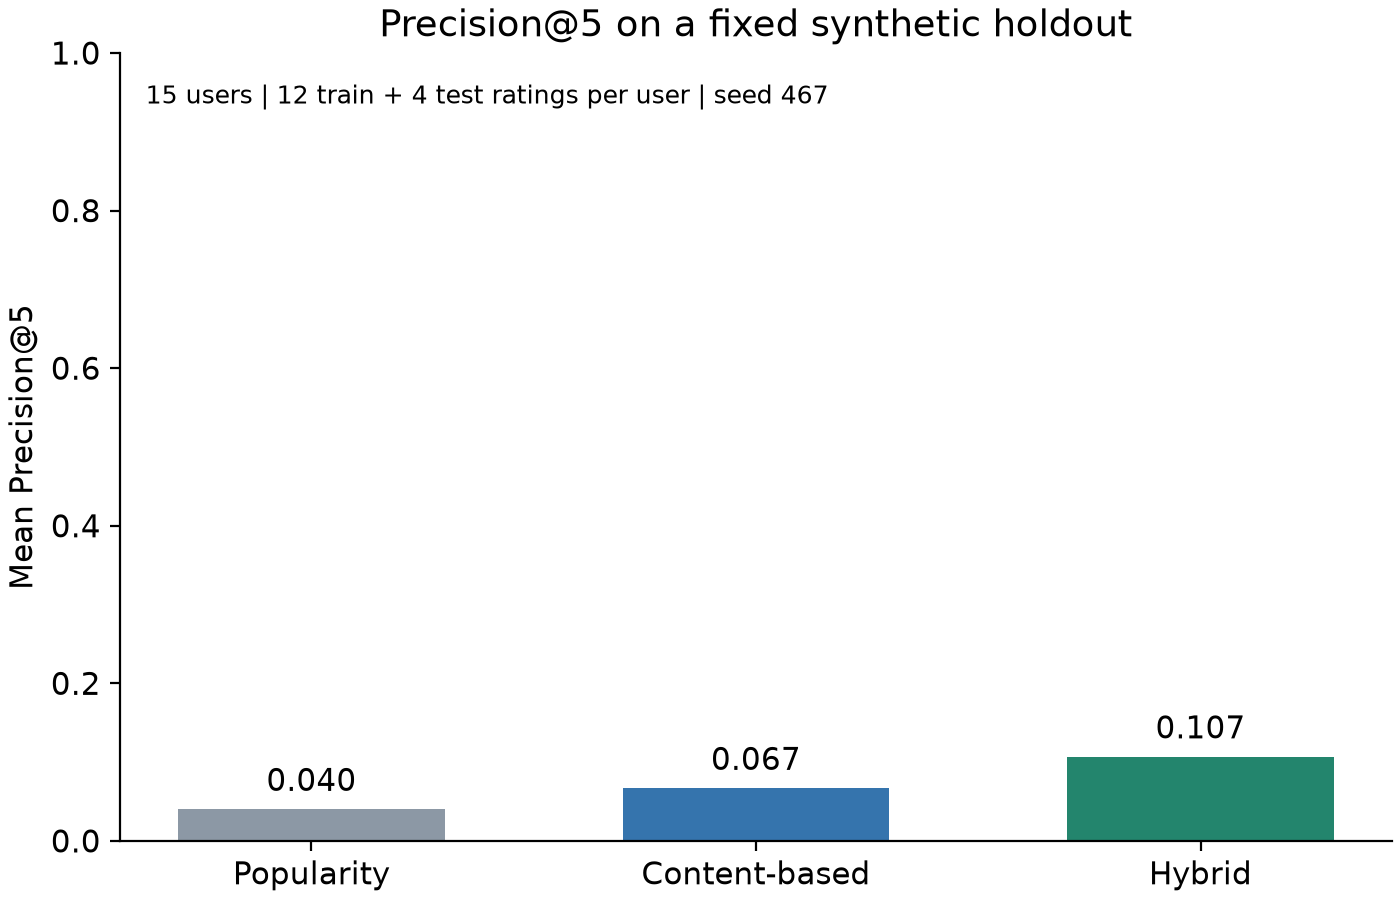 Precision@5 on a fixed synthetic holdout
15 users | 12 train + 4 test ratings per user | seed 467
Mean Precision@5
1.0
0.8
0.6
0.4
0.2
0.0
0.040
0.067
0.107
Popularity
Content-based
Hybrid